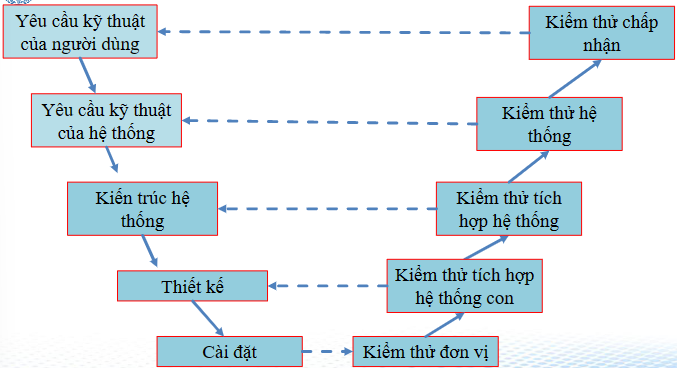 Yêu cầu kỹ thuật
của người dùng
Kiểm thử chấp
nhận
Yêu cầu kỹ thuật
của hệ thống
Kiểm thử hệ
thống
Kiến trúc hệ
thống
Kiểm thử tích
hợp hệ thống
Thiết kế
Kiểm thử tích hợp
hệ thống con
Cài đặt
Kiểm thử đơn vị